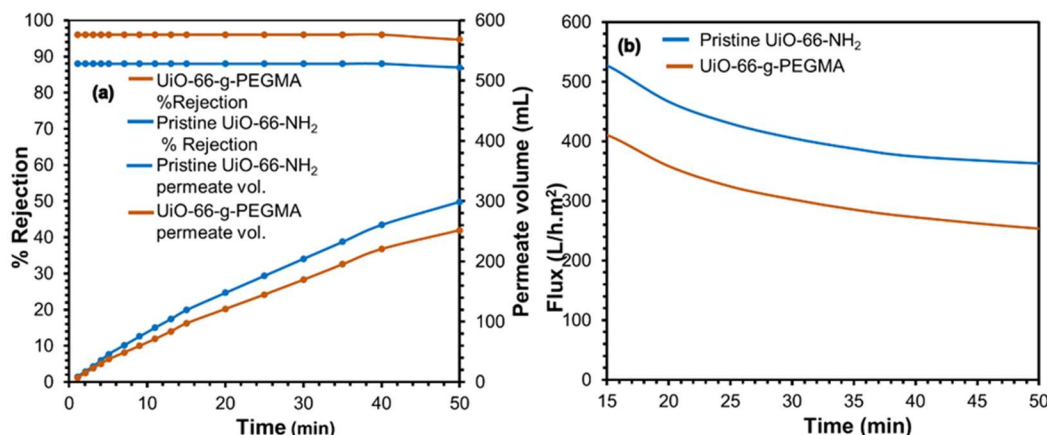 100
90
80
70
60
50
40
30
20
10
0
% Rejection
(a)
UiO-66-g-PEGMA
%Rejection
Pristine UiO-66-NH₂
% Rejection
Pristine UiO-66-NH₂
permeate vol.
UiO-66-g-PEGMA
permeate vol.
600
500
400
300
200
100
0
Permeate volume (mL)
0 10 20 30 40 50
Time (min)
600
500
400
300
200
100
0
Flux (L/h.m²)
(b)
Pristine UiO-66-NH₂
UiO-66-g-PEGMA
15 20 25 30 35 40 45 50
Time (min)